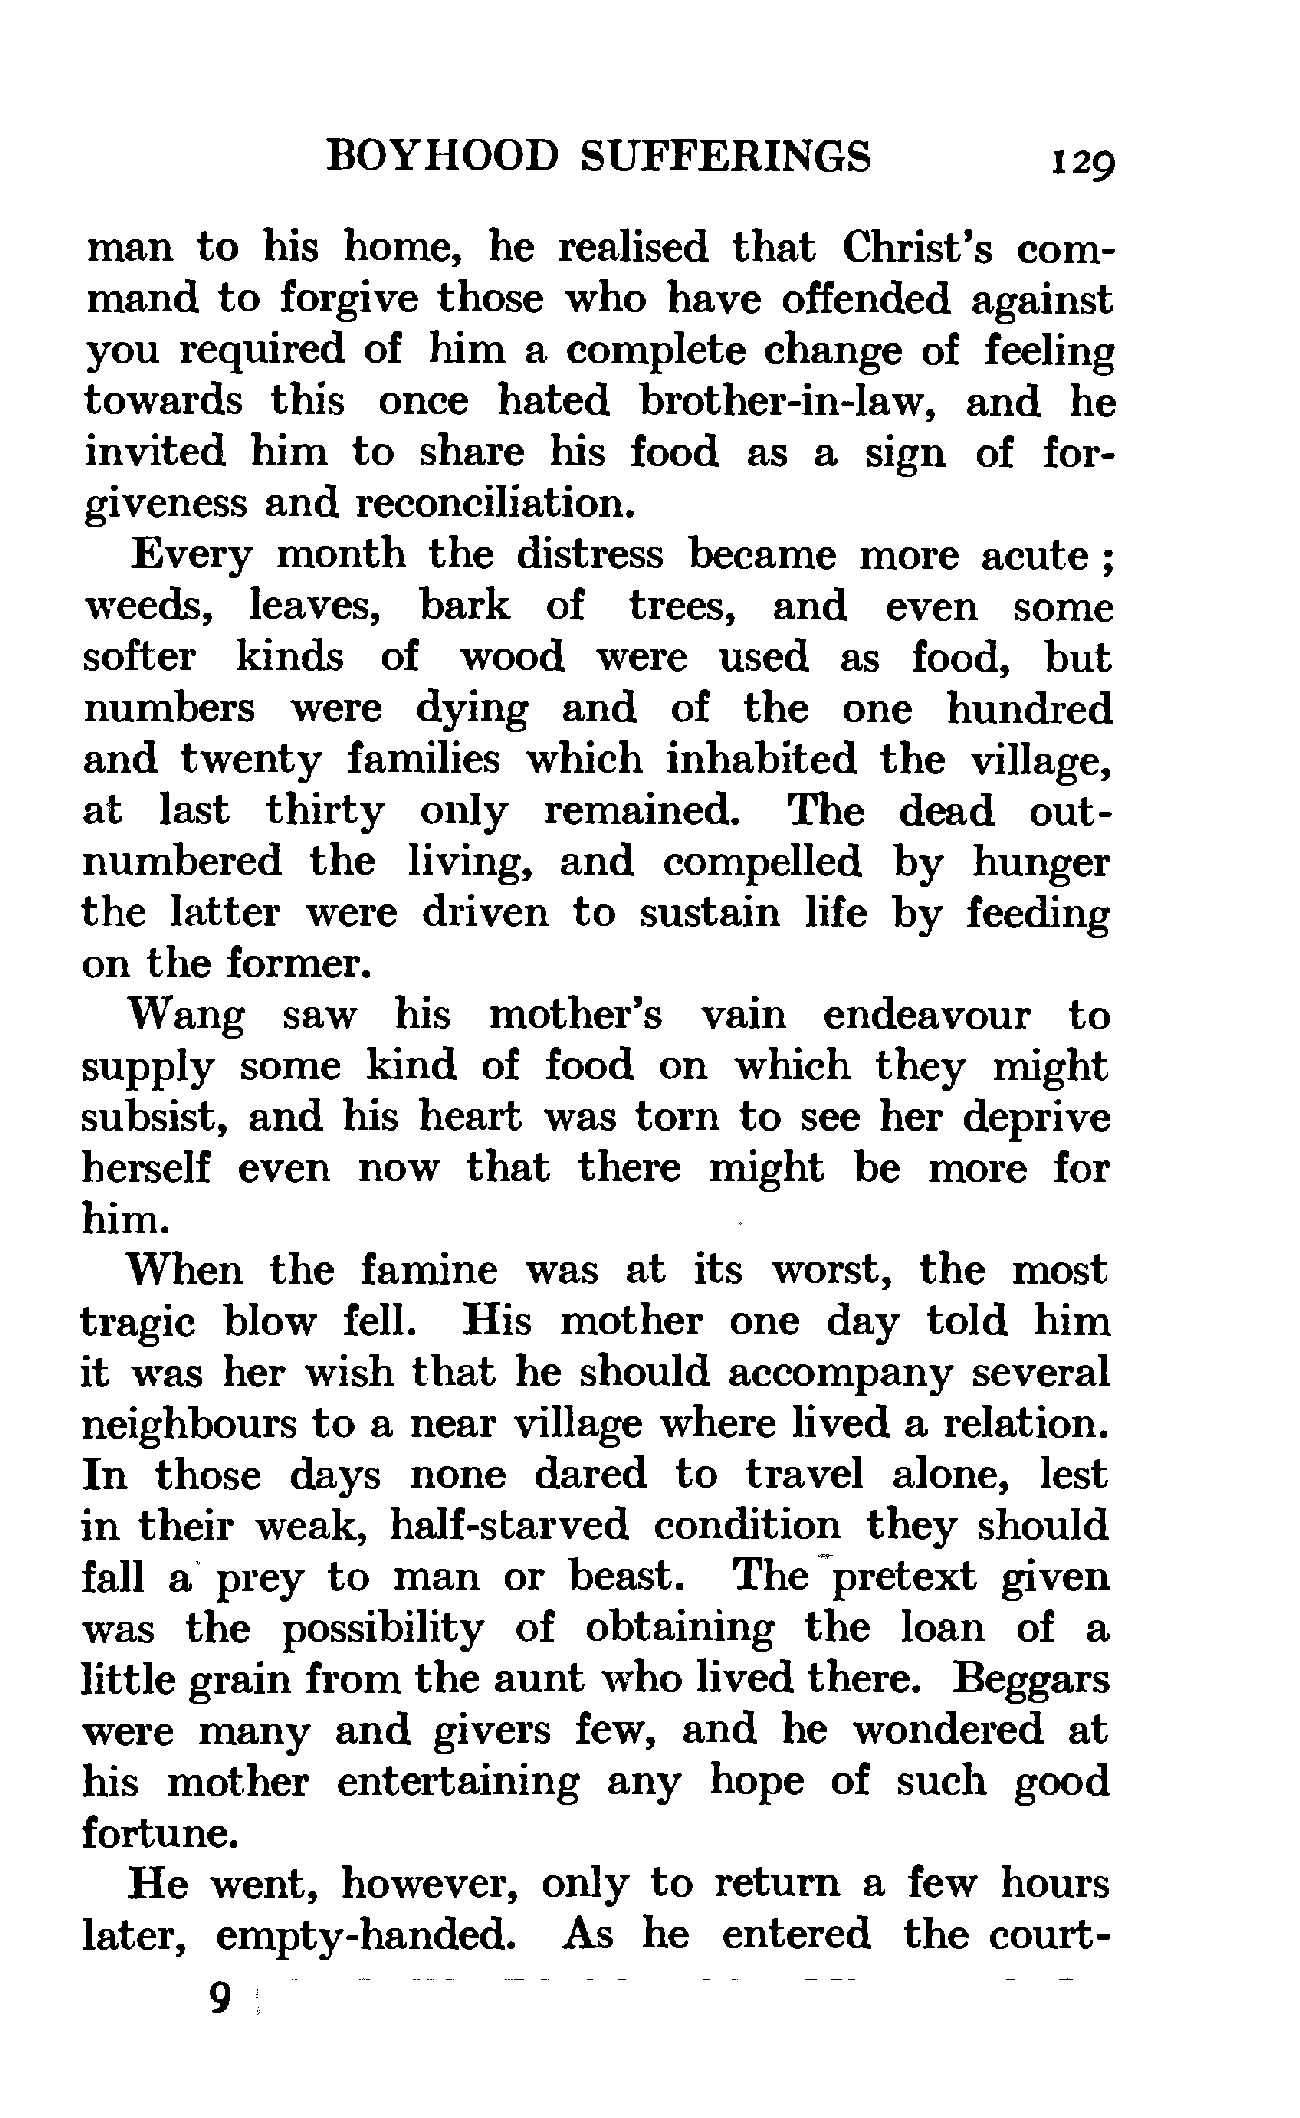 BOYHOOD SUFFERINGS 129
man to his home, he realised that Christ's com-
mand to forgive those who have offended against
you required of him a complete change of feeling
towards this once hated brother-in-law, and he
invited him to share his food as a sign of for-
giveness and reconciliation.
Every month the distress became more acute ;
weeds, leaves, bark of trees, and even some
softer kinds of wood were used as food, but
numbers were dying and of the one hundred
and twenty families which inhabited the village,
at last thirty only remained. The dead out-
numbered the living, and compelled by hunger
the latter were driven to sustain life by feeding
on the former.
Wang saw his mother's vain endeavour to
supply some kind of food on which they might
subsist, and his heart was torn to see her deprive
herself even now that there might be more for
him.
When the famine was at its worst, the most
tragic blow fell. His mother one day told him
it was her wish that he should accompany several
neighbours to a near village where lived a relation.
In those days none dared to travel alone, lest
in their weak, half-starved condition they should
fall a prey to man or beast. The pretext given
was the possibility of obtaining the loan of a
little grain from the aunt who lived there. Beggars
were many and givers few, and he wondered at
his mother entertaining any hope of such good
fortune.
He went, however, only to return a few hours
later, empty-handed. As he entered the court-
9